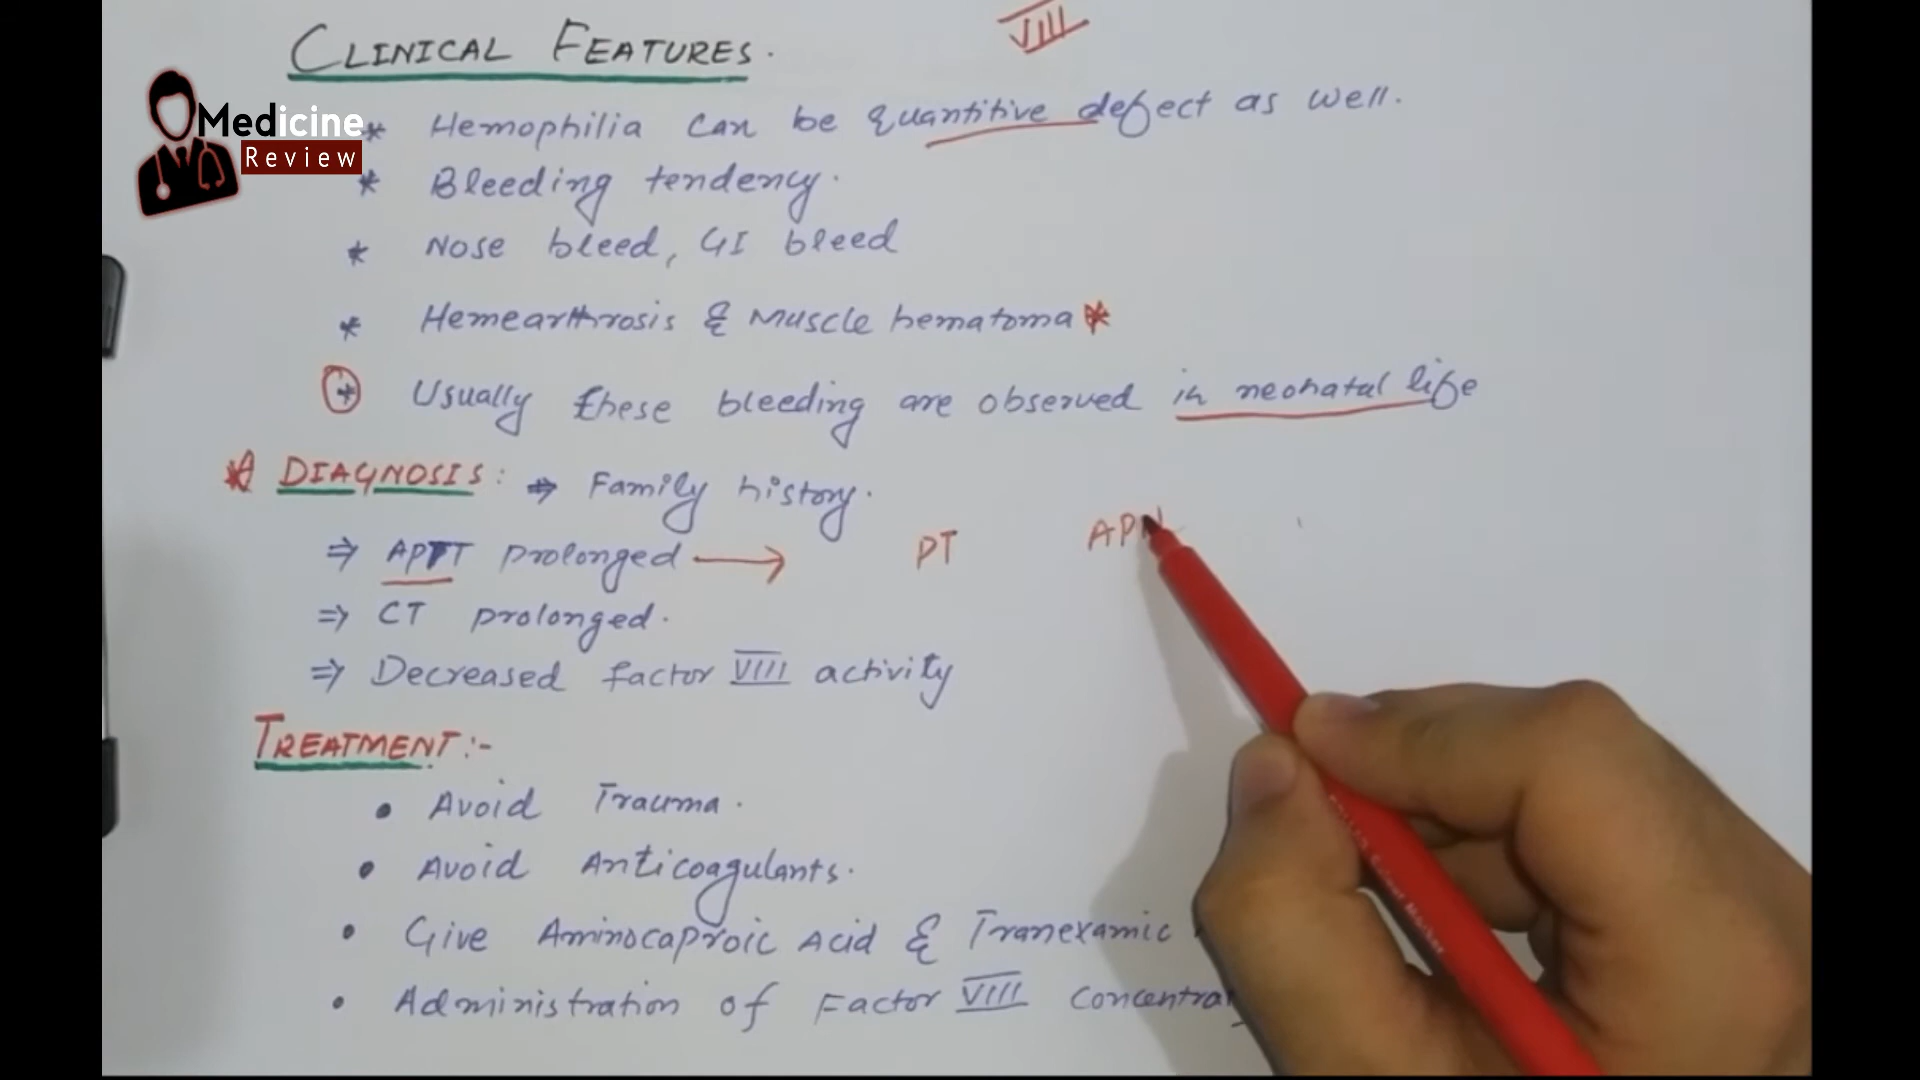 VIII
CLINICAL FEATURES.
Medicine
Review
* Hemophilia can be quantitive defect as well.
* Bleeding tendency.
* Nose bleed, GI bleed
* Hemearthrosis & Muscle hematoma *
* Usually these bleeding are observed in neonatal life
* DIAGNOSIS: ⇒ Family history.
⇒ APTT prolonged → PT AP
⇒ CT prolonged.
⇒ Decreased factor VIII activity
TREATMENT:-
• Avoid Trauma.
• Avoid Anticoagulants.
• Give Aminocaproic Acid & Tranexamic
• Administration of Factor VIII Concentra